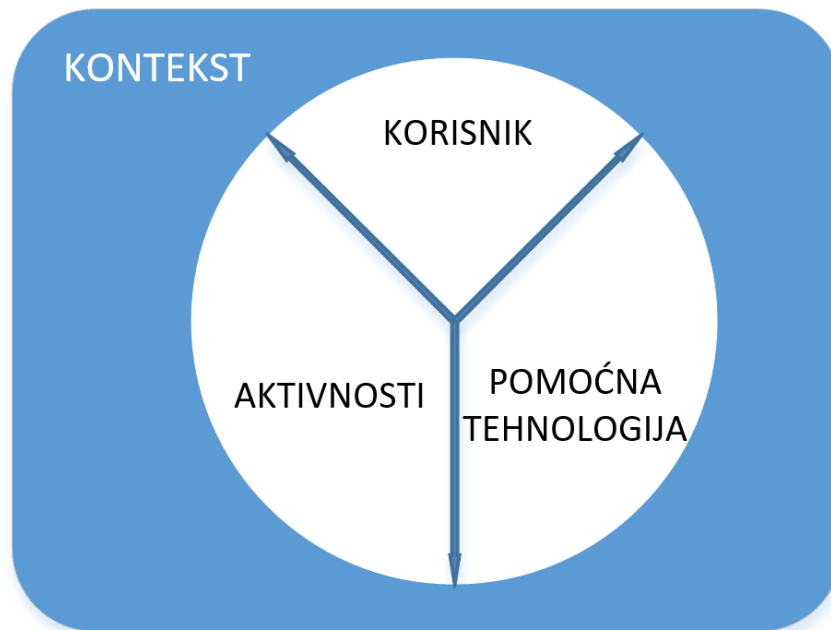 KONTEKST
KORISNIK
AKTIVNOSTI
POMOĆNA
TEHNOLOGIJA